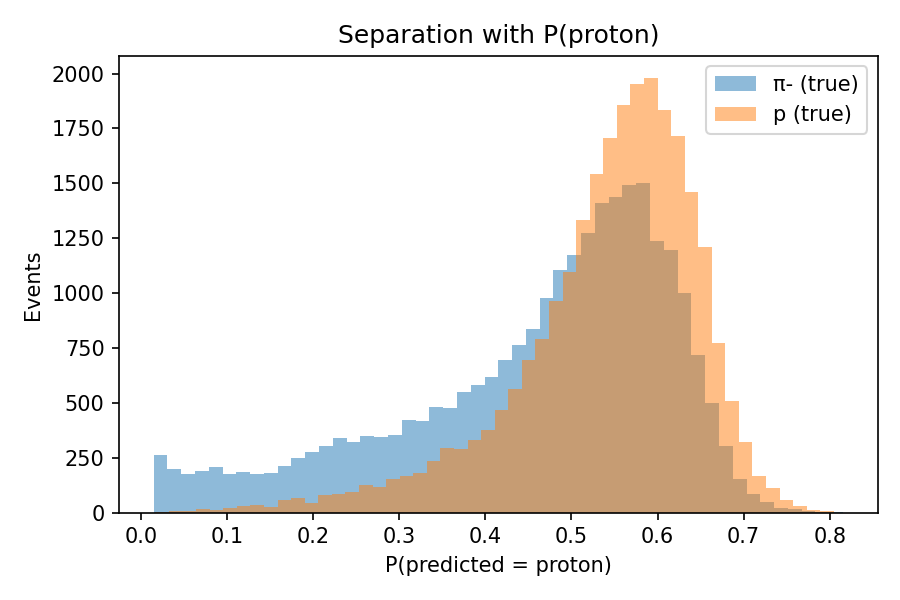 Separation with P(proton)
π- (true)
p (true)
2000
1750
1500
1250
1000
750
500
250
0
Events
0.0 0.1 0.2 0.3 0.4 0.5 0.6 0.7 0.8
P(predicted = proton)